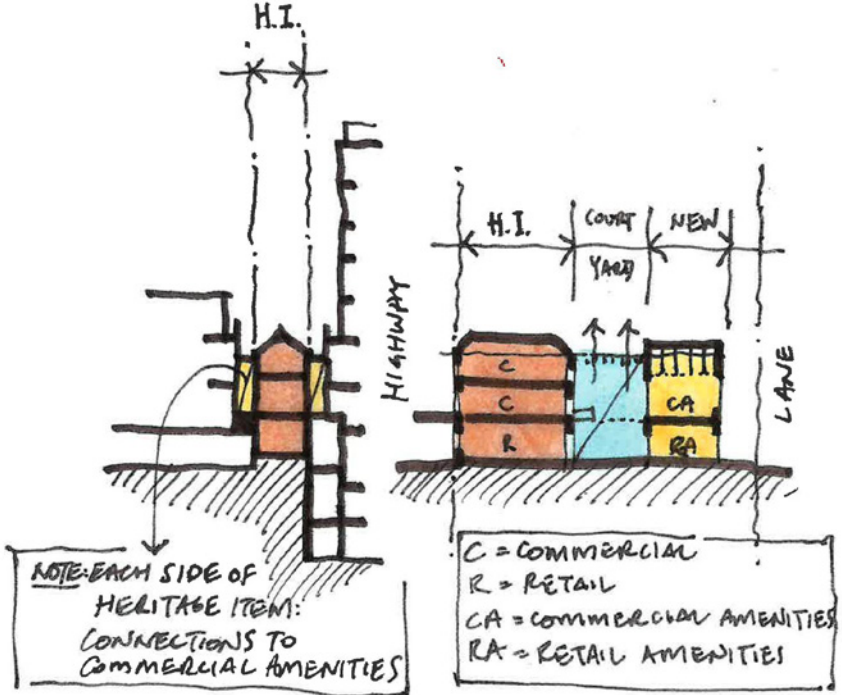 H.I.
H.I.
COURT
YARD
NEW
HIGHWAY
LANE
C
C
R
CA
RA
NOTE: EACH SIDE OF
HERITAGE ITEM:
CONNECTIONS TO
COMMERCIAL AMENITIES
C = COMMERCIAL
R = RETAIL
CA = COMMERCIAL AMENITIES
RA = RETAIL AMENITIES